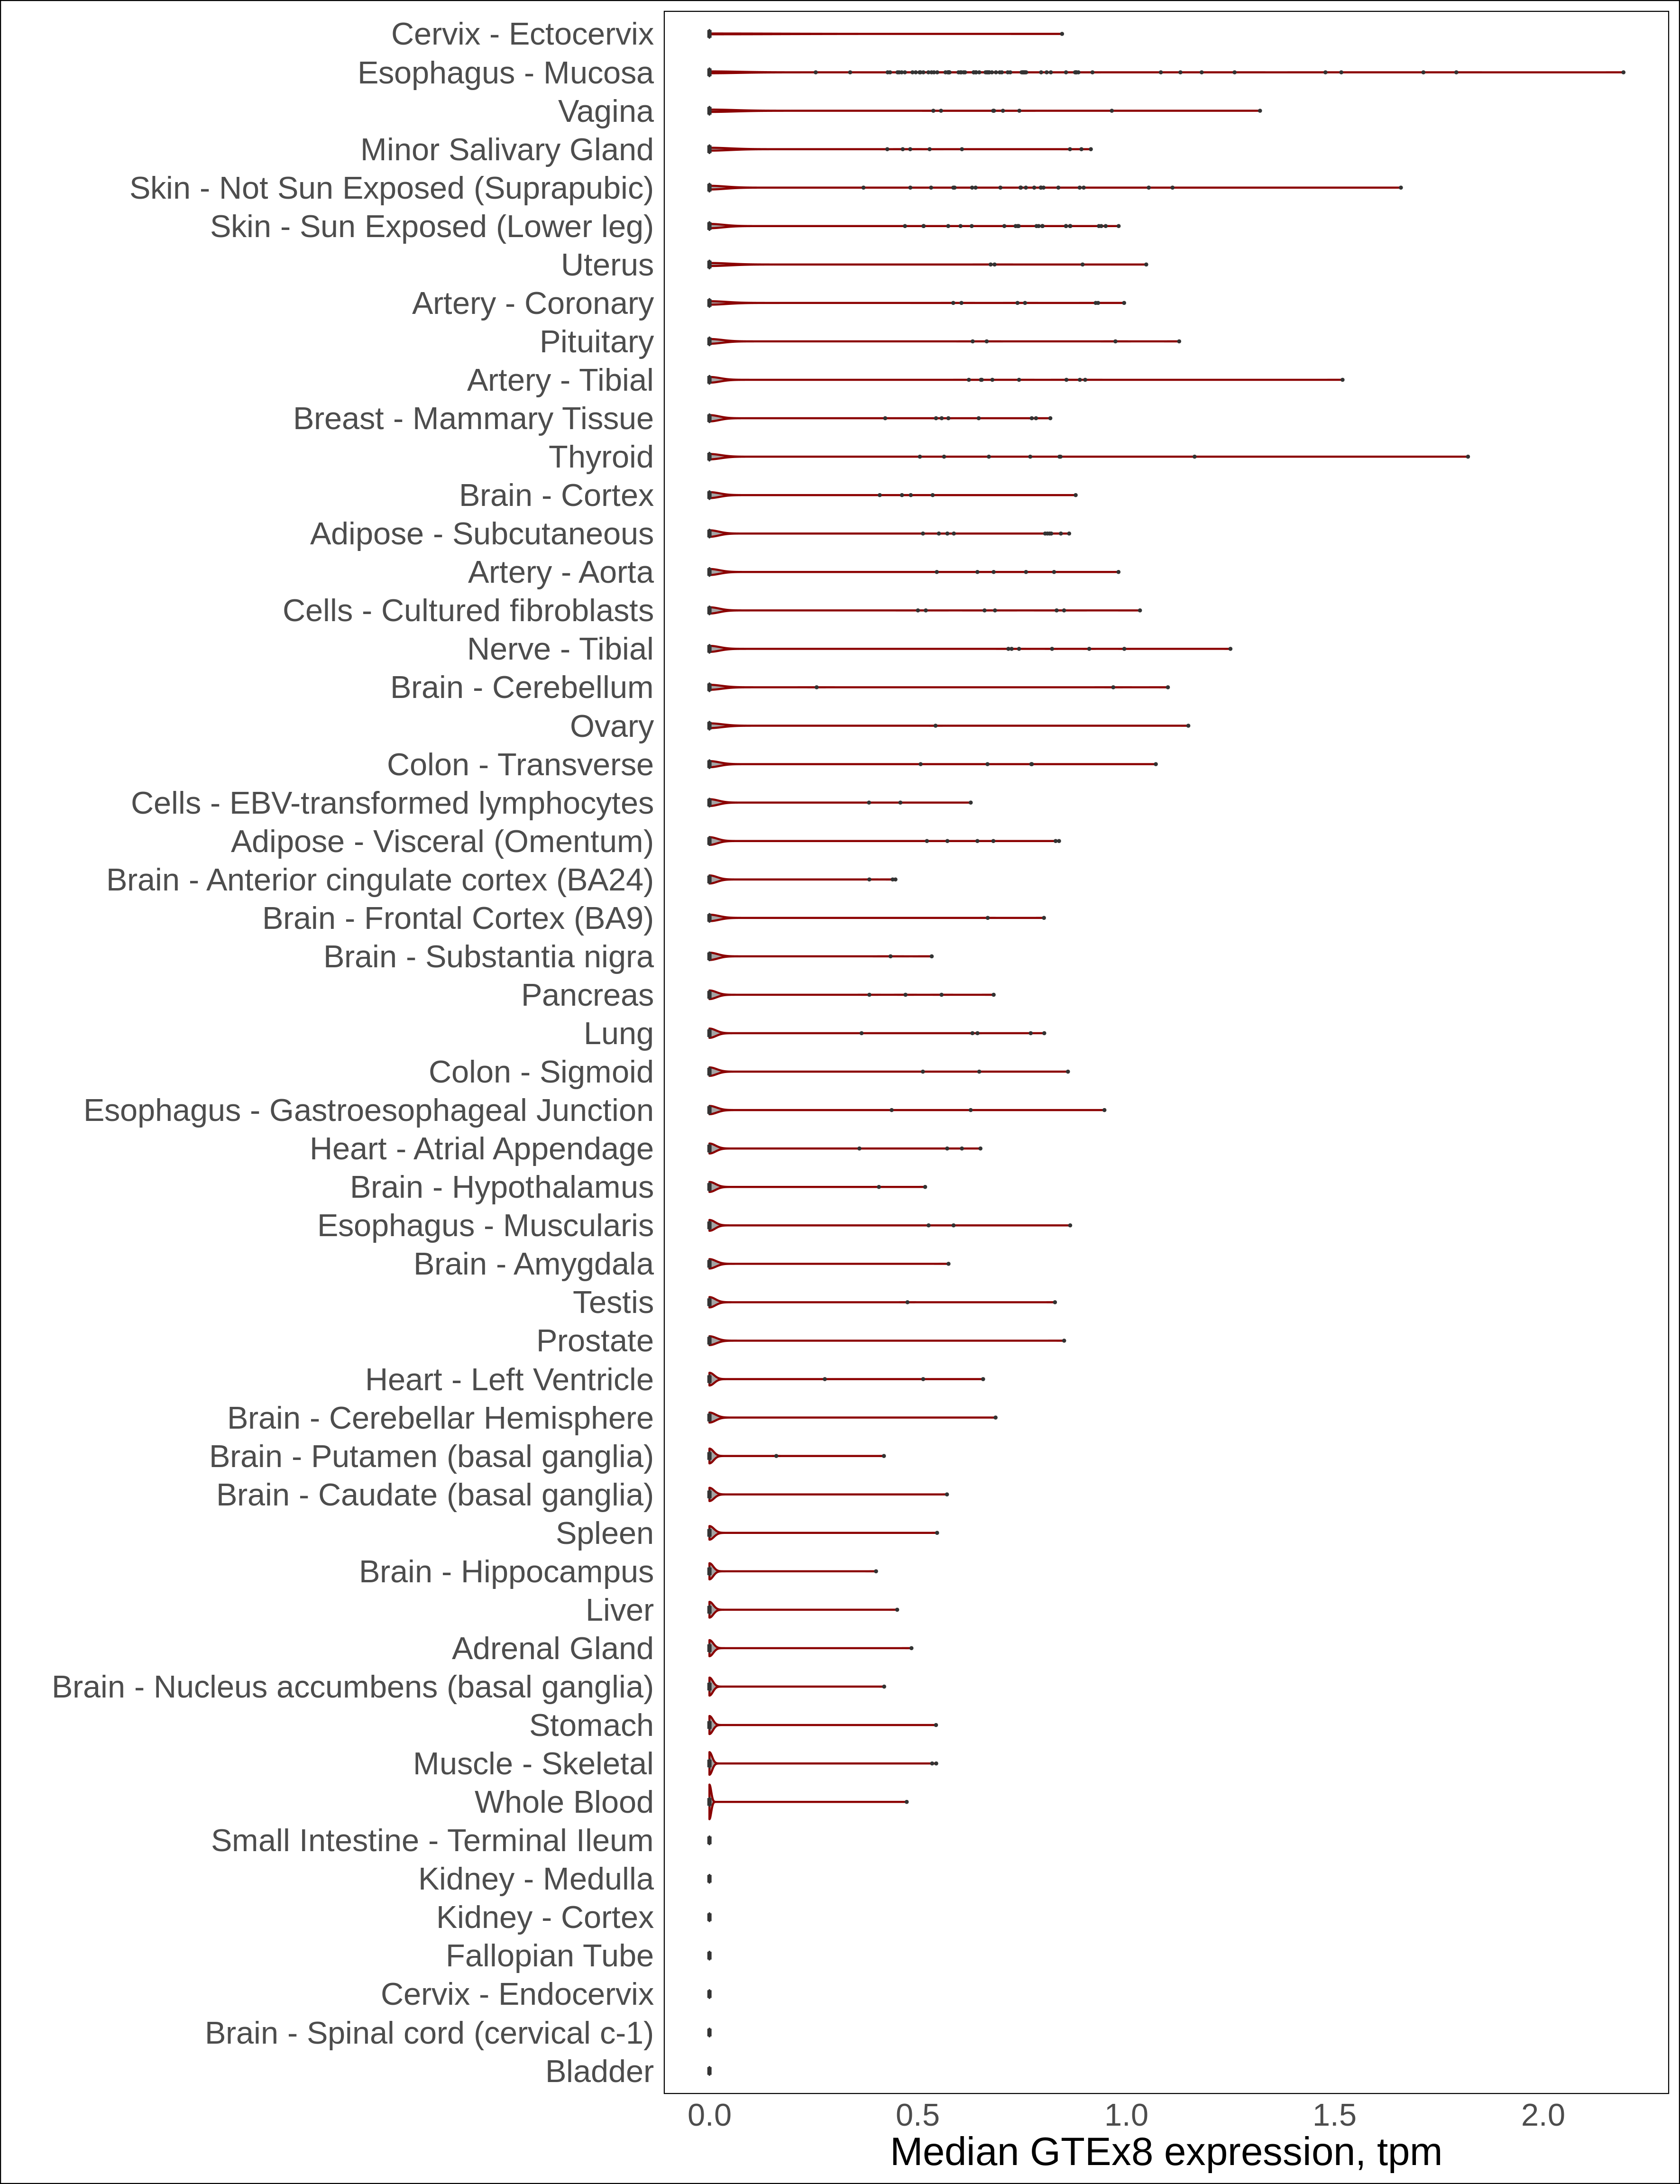 Cervix - Ectocervix
Esophagus - Mucosa
Vagina
Minor Salivary Gland
Skin - Not Sun Exposed (Suprapubic)
Skin - Sun Exposed (Lower leg)
Uterus
Artery - Coronary
Pituitary
Artery - Tibial
Breast - Mammary Tissue
Thyroid
Brain - Cortex
Adipose - Subcutaneous
Artery - Aorta
Cells - Cultured fibroblasts
Nerve - Tibial
Brain - Cerebellum
Ovary
Colon - Transverse
Cells - EBV-transformed lymphocytes
Adipose - Visceral (Omentum)
Brain - Anterior cingulate cortex (BA24)
Brain - Frontal Cortex (BA9)
Brain - Substantia nigra
Pancreas
Lung
Colon - Sigmoid
Esophagus - Gastroesophageal Junction
Heart - Atrial Appendage
Brain - Hypothalamus
Esophagus - Muscularis
Brain - Amygdala
Testis
Prostate
Heart - Left Ventricle
Brain - Cerebellar Hemisphere
Brain - Putamen (basal ganglia)
Brain - Caudate (basal ganglia)
Spleen
Brain - Hippocampus
Liver
Adrenal Gland
Brain - Nucleus accumbens (basal ganglia)
Stomach
Muscle - Skeletal
Whole Blood
Small Intestine - Terminal Ileum
Kidney - Medulla
Kidney - Cortex
Fallopian Tube
Cervix - Endocervix
Brain - Spinal cord (cervical c-1)
Bladder
0.0 0.5 1.0 1.5 2.0
Median GTEx8 expression, tpm